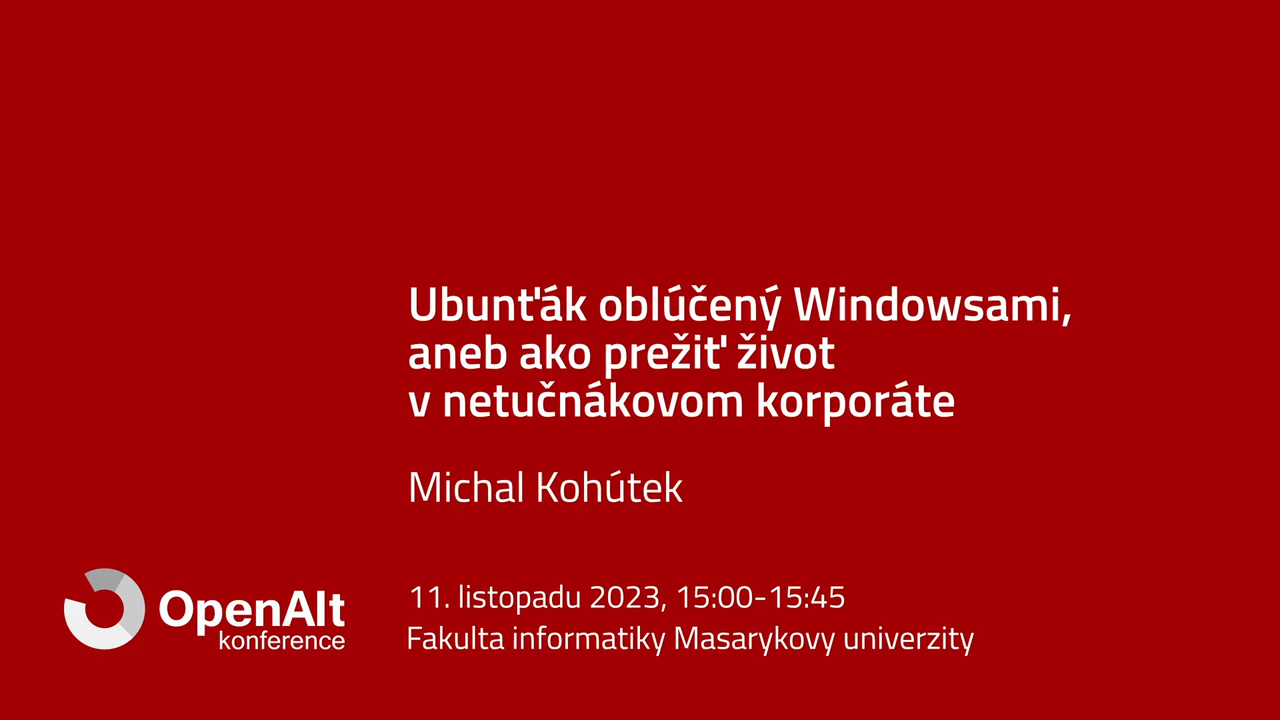 Ubunťák oblúčený Windowsami,
aneb ako prežiť život
v netučnákovom korporáte
Michal Kohútek
OpenAlt
konference
11. listopadu 2023, 15:00-15:45
Fakulta informatiky Masarykovy univerzity